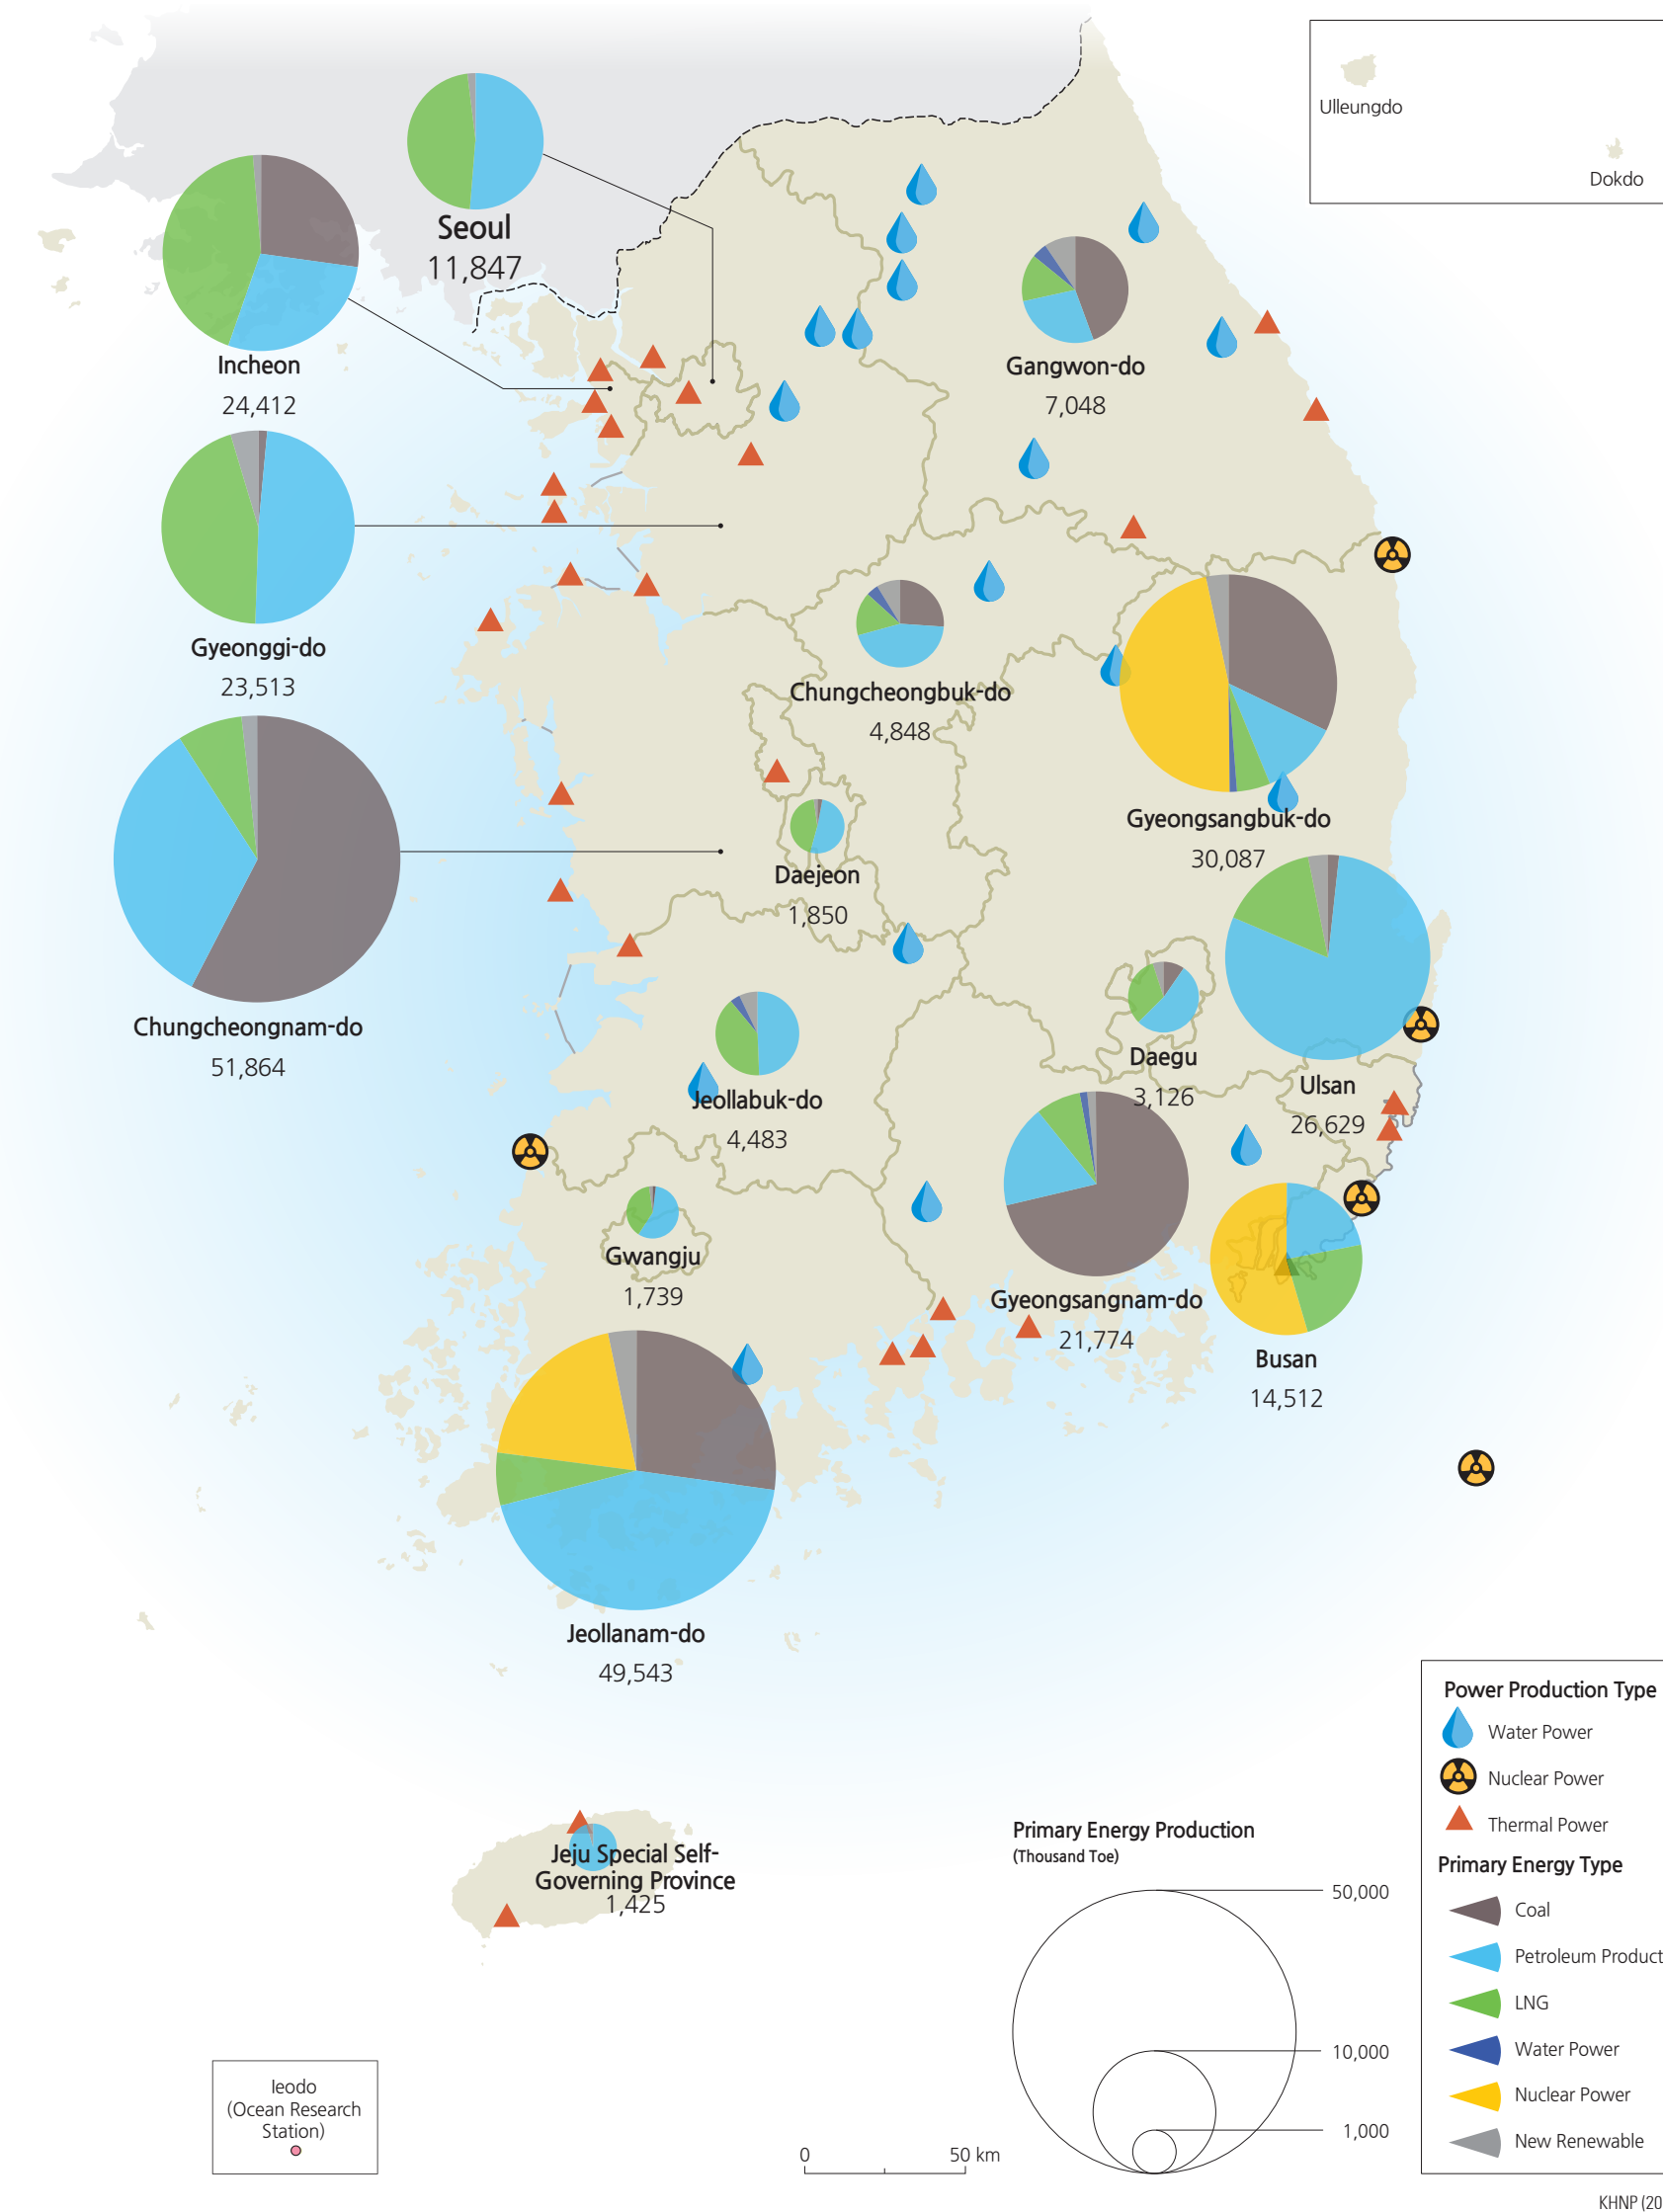 Ulleungdo
Dokdo
Seoul
11,847
Incheon
24,412
Gangwon-do
7,048
Gyeonggi-do
23,513
Chungcheongbuk-do
4,848
Gyeongsangbuk-do
30,087
Daejeon
1,850
Chungcheongnam-do
51,864
Daegu
3,126
Ulsan
26,629
Jeollabuk-do
4,483
Gwangju
1,739
Gyeongsangnam-do
21,774
Busan
14,512
Jeollanam-do
49,543
Jeju Special Self-
Governing Province
1,425
Ieodo
(Ocean Research
Station)
0 50 km
Primary Energy Production
(Thousand Toe)
50,000
10,000
1,000
Power Production Type
Water Power
Nuclear Power
Thermal Power
Primary Energy Type
Coal
Petroleum Product
LNG
Water Power
Nuclear Power
New Renewable
KHNP (20